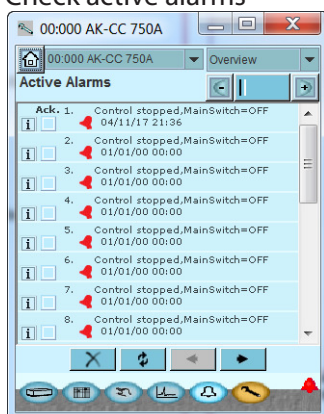 Check active alarms
00:000 AK-CC 750A
00:000 AK-CC 750A Overview
Active Alarms
Ack. 1. Control stopped,MainSwitch=OFF
04/11/17 21:36
2. Control stopped,MainSwitch=OFF
01/01/00 00:00
3. Control stopped,MainSwitch=OFF
01/01/00 00:00
4. Control stopped,MainSwitch=OFF
01/01/00 00:00
5. Control stopped,MainSwitch=OFF
01/01/00 00:00
6. Control stopped,MainSwitch=OFF
01/01/00 00:00
7. Control stopped,MainSwitch=OFF
01/01/00 00:00
8. Control stopped,MainSwitch=OFF
01/01/00 00:00